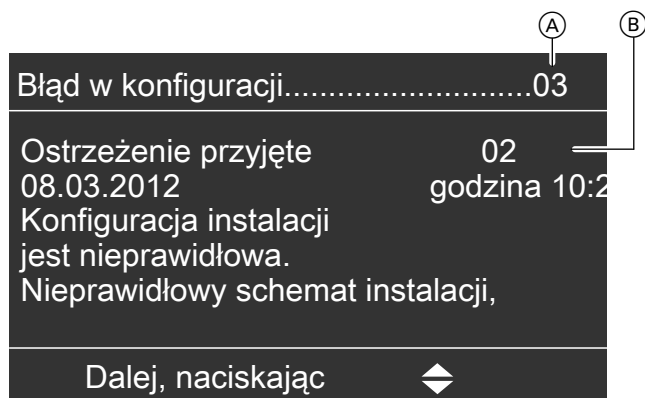 A B
Błąd w konfiguracji............................03
Ostrzeżenie przyjęte 02
08.03.2012 godzina 10:2
Konfiguracja instalacji
jest nieprawidłowa.
Nieprawidłowy schemat instalacji,
Dalej, naciskając